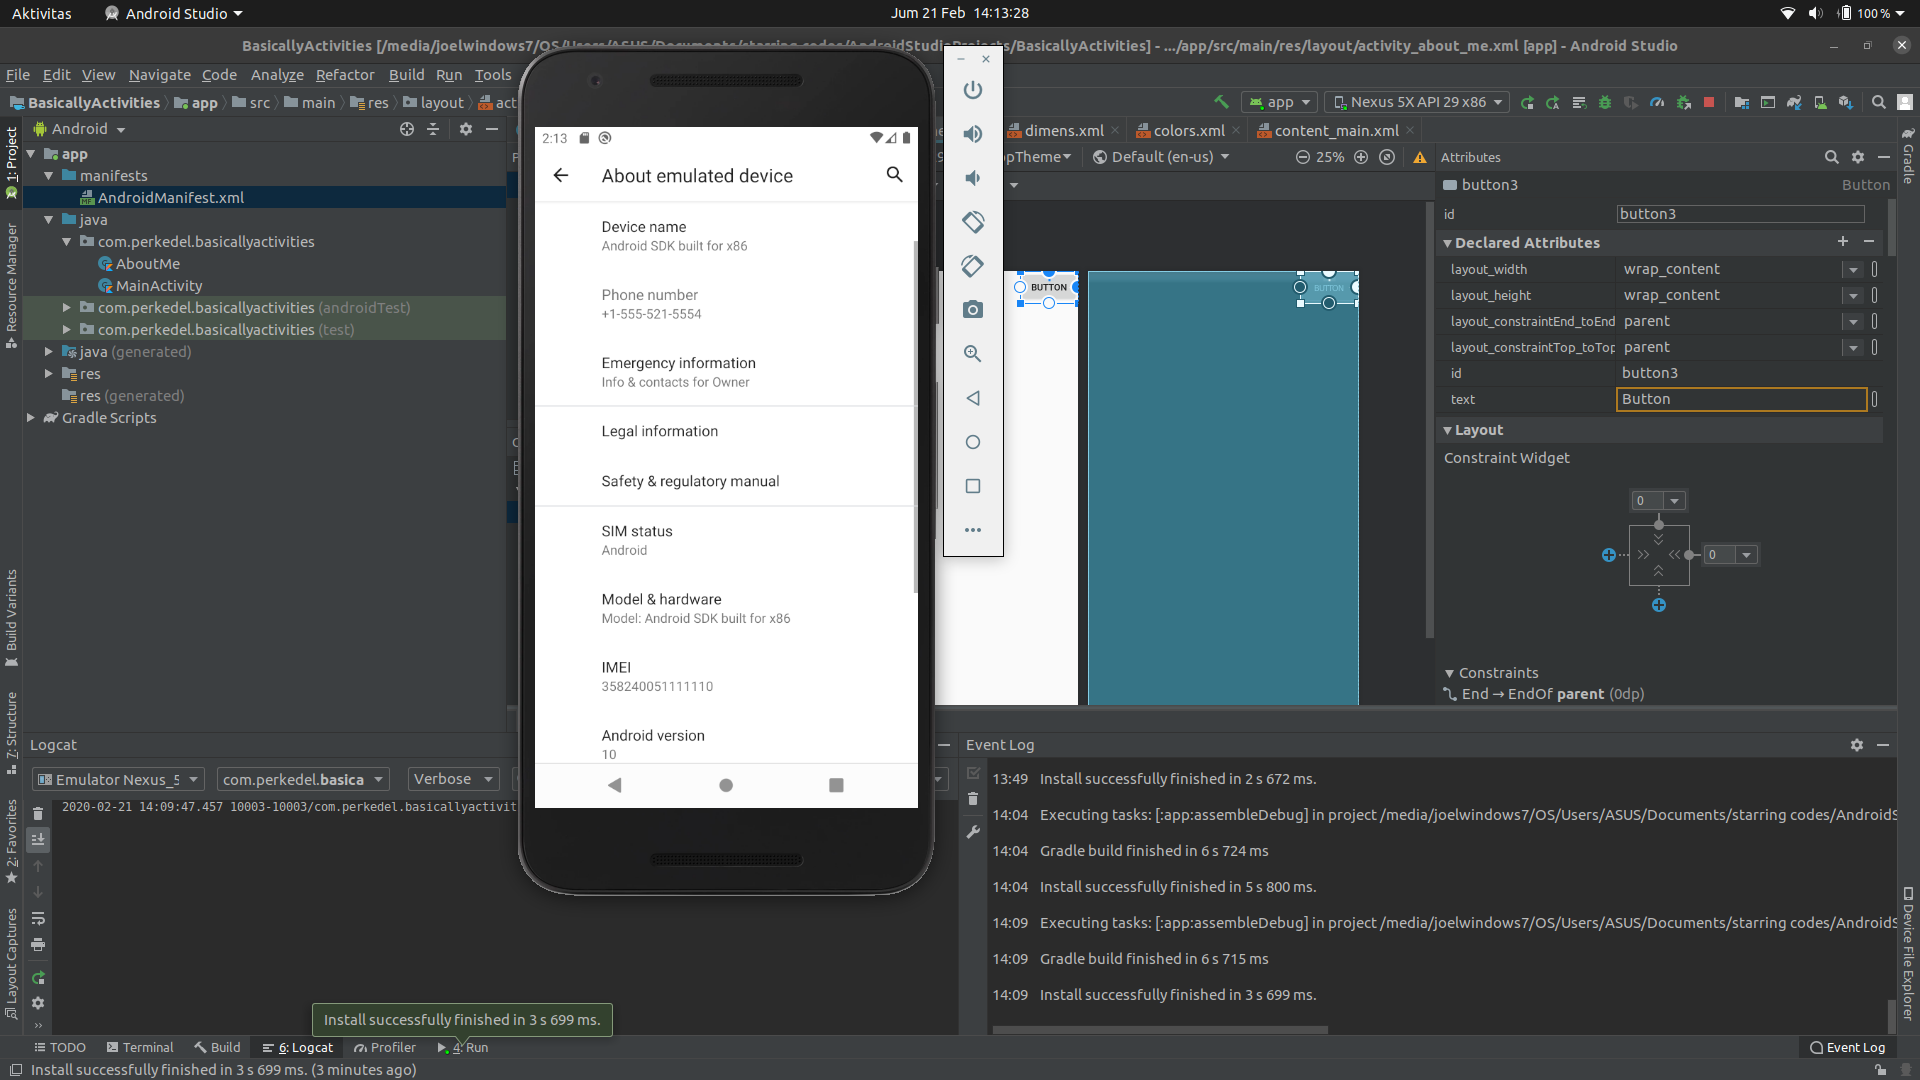 Aktivitas
Android Studio
Jum 21 Feb 14:13:28
100 %
BasicallyActivities [/media/joelwindows7/OS/Users/ASUS/Documents/starring codes/AndroidStudioProjects/BasicallyActivities] - .../app/src/main/res/layout/activity_about_me.xml [app] - Android Studio
File Edit View Navigate Code Analyze Refactor Build Run Tools
BasicallyActivities app src main res layout act
app
Nexus 5X API 29 x86
Android
dimens.xml
colors.xml
content_main.xml
1: Project
Resource Manager
Build Variants
7: Structure
2: Favorites
Layout Captures
app
manifests
AndroidManifest.xml
java
com.perkedel.basicallyactivities
AboutMe
MainActivity
com.perkedel.basicallyactivities (androidTest)
com.perkedel.basicallyactivities (test)
java (generated)
res
res (generated)
Gradle Scripts
2:13
About emulated device
Device name
Android SDK built for x86
Phone number
+1-555-521-5554
Emergency information
Info & contacts for Owner
Legal information
Safety & regulatory manual
SIM status
Android
Model & hardware
Model: Android SDK built for x86
IMEI
358240051111110
Android version
10
pTheme
Default (en-us)
25%
BUTTON
BUTTON
Attributes
button3
Button
id
button3
Declared Attributes
layout_width
wrap_content
layout_height
wrap_content
layout_constraintEnd_toEnd
parent
layout_constraintTop_toTop
parent
id
button3
text
Button
Layout
Constraint Widget
0
0
Constraints
End → EndOf parent (0dp)
Gradle
Device File Explorer
Logcat
Emulator Nexus_5
com.perkedel.basica
Verbose
2020-02-21 14:09:47.457 10003-10003/com.perkedel.basicallyactivit
Event Log
13:49 Install successfully finished in 2 s 672 ms.
14:04 Executing tasks: [:app:assembleDebug] in project /media/joelwindows7/OS/Users/ASUS/Documents/starring codes/AndroidS
14:04 Gradle build finished in 6 s 724 ms
14:04 Install successfully finished in 5 s 800 ms.
14:09 Executing tasks: [:app:assembleDebug] in project /media/joelwindows7/OS/Users/ASUS/Documents/starring codes/AndroidS
14:09 Gradle build finished in 6 s 715 ms
14:09 Install successfully finished in 3 s 699 ms.
Install successfully finished in 3 s 699 ms.
TODO
Terminal
Build
6: Logcat
Profiler
4: Run
Event Log
Install successfully finished in 3 s 699 ms. (3 minutes ago)